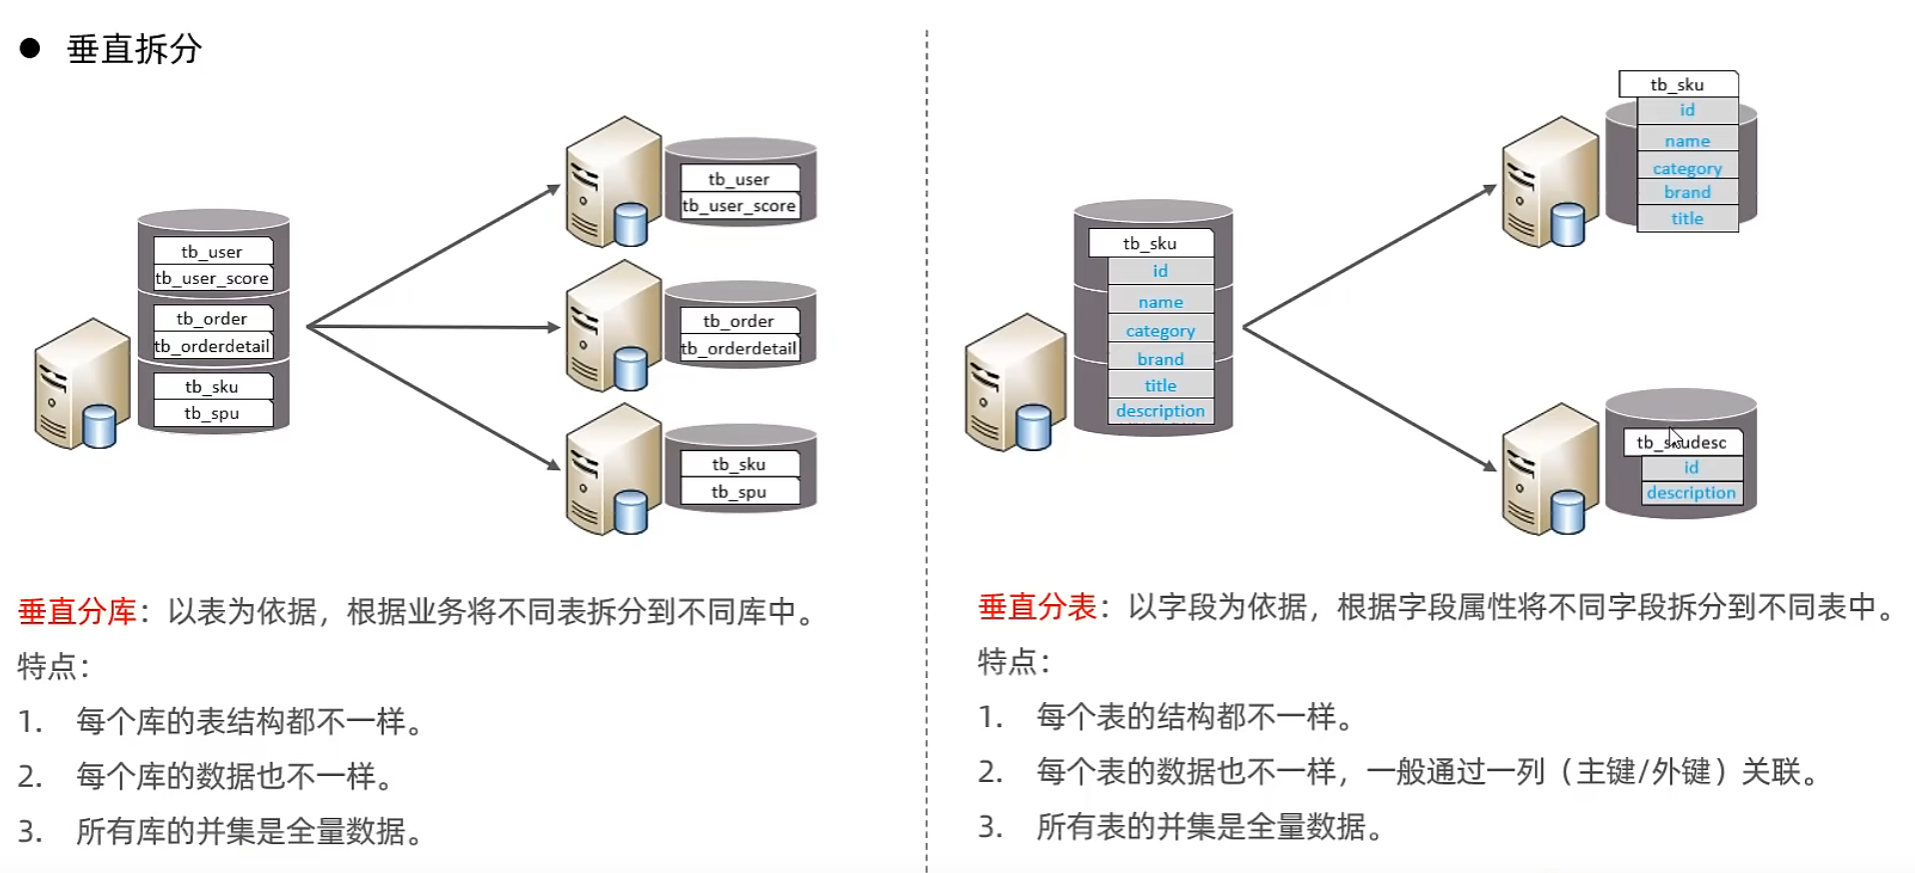 ● 垂直拆分
tb_user
tb_user_score
tb_order
tb_orderdetail
tb_sku
tb_spu
tb_user
tb_user_score
tb_order
tb_orderdetail
tb_sku
tb_spu
垂直分库：以表为依据，根据业务将不同表拆分到不同库中。
特点：
1. 每个库的表结构都不一样。
2. 每个库的数据也不一样。
3. 所有库的并集是全量数据。
tb_sku
id
name
category
brand
title
description
tb_sku
id
name
category
brand
title
tb_skudesc
id
description
垂直分表：以字段为依据，根据字段属性将不同字段拆分到不同表中。
特点：
1. 每个表的结构都不一样。
2. 每个表的数据也不一样，一般通过一列（主键/外键）关联。
3. 所有表的并集是全量数据。